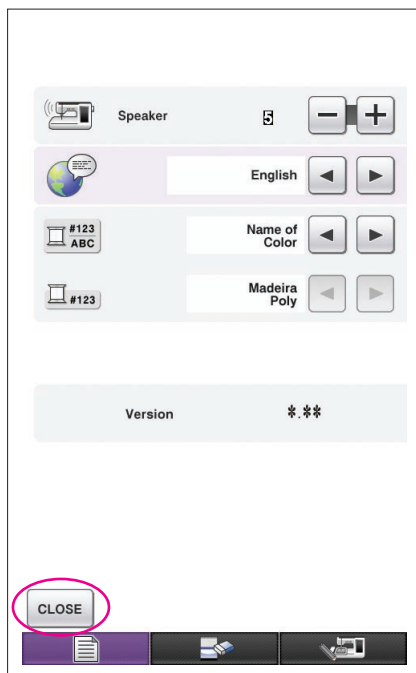 Speaker 5 − +
English
#123
ABC
Name of
Color
#123
Madeira
Poly
Version *.**
CLOSE